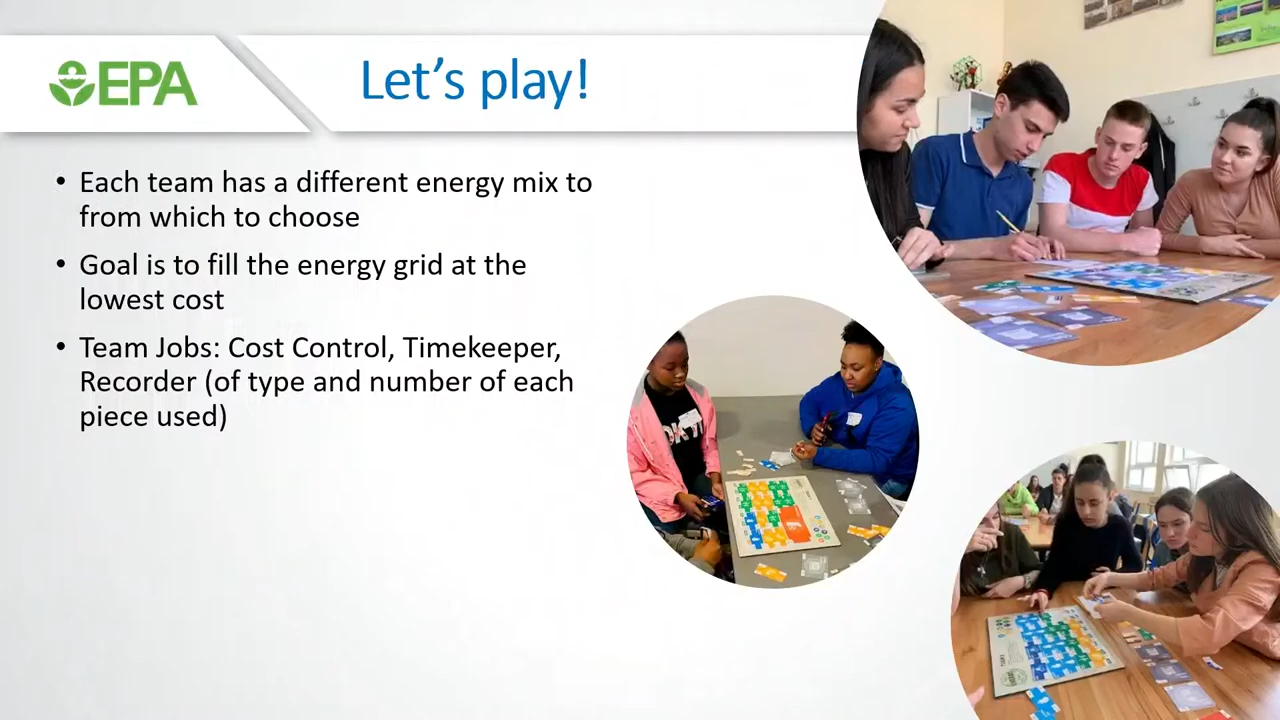 EPA
Let's play!
• Each team has a different energy mix to
from which to choose
• Goal is to fill the energy grid at the
lowest cost
• Team Jobs: Cost Control, Timekeeper,
Recorder (of type and number of each
piece used)